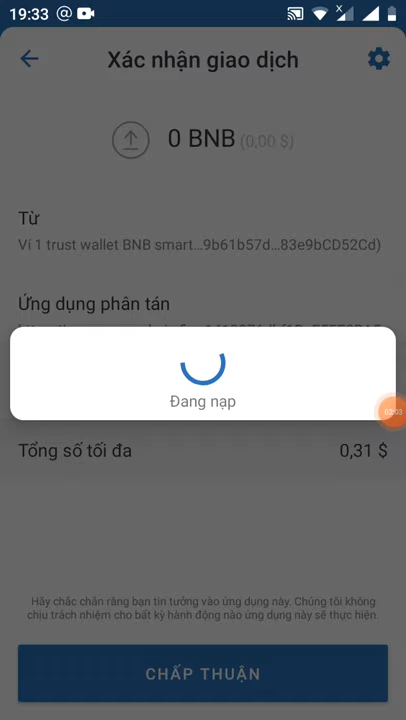 19:33
Xác nhận giao dịch
0 BNB (0,00 $)
Từ
Ví 1 trust wallet BNB smart...9b61b57d...83e9bCD52Cd)
Ứng dụng phân tán
Đang nạp
02:03
Tổng số tối đa
0,31 $
Hãy chắc chắn rằng bạn tin tưởng vào ứng dụng này. Chúng tôi không
chịu trách nhiệm cho bất kỳ hành động nào ứng dụng này sẽ thực hiện.
CHẤP THUẬN